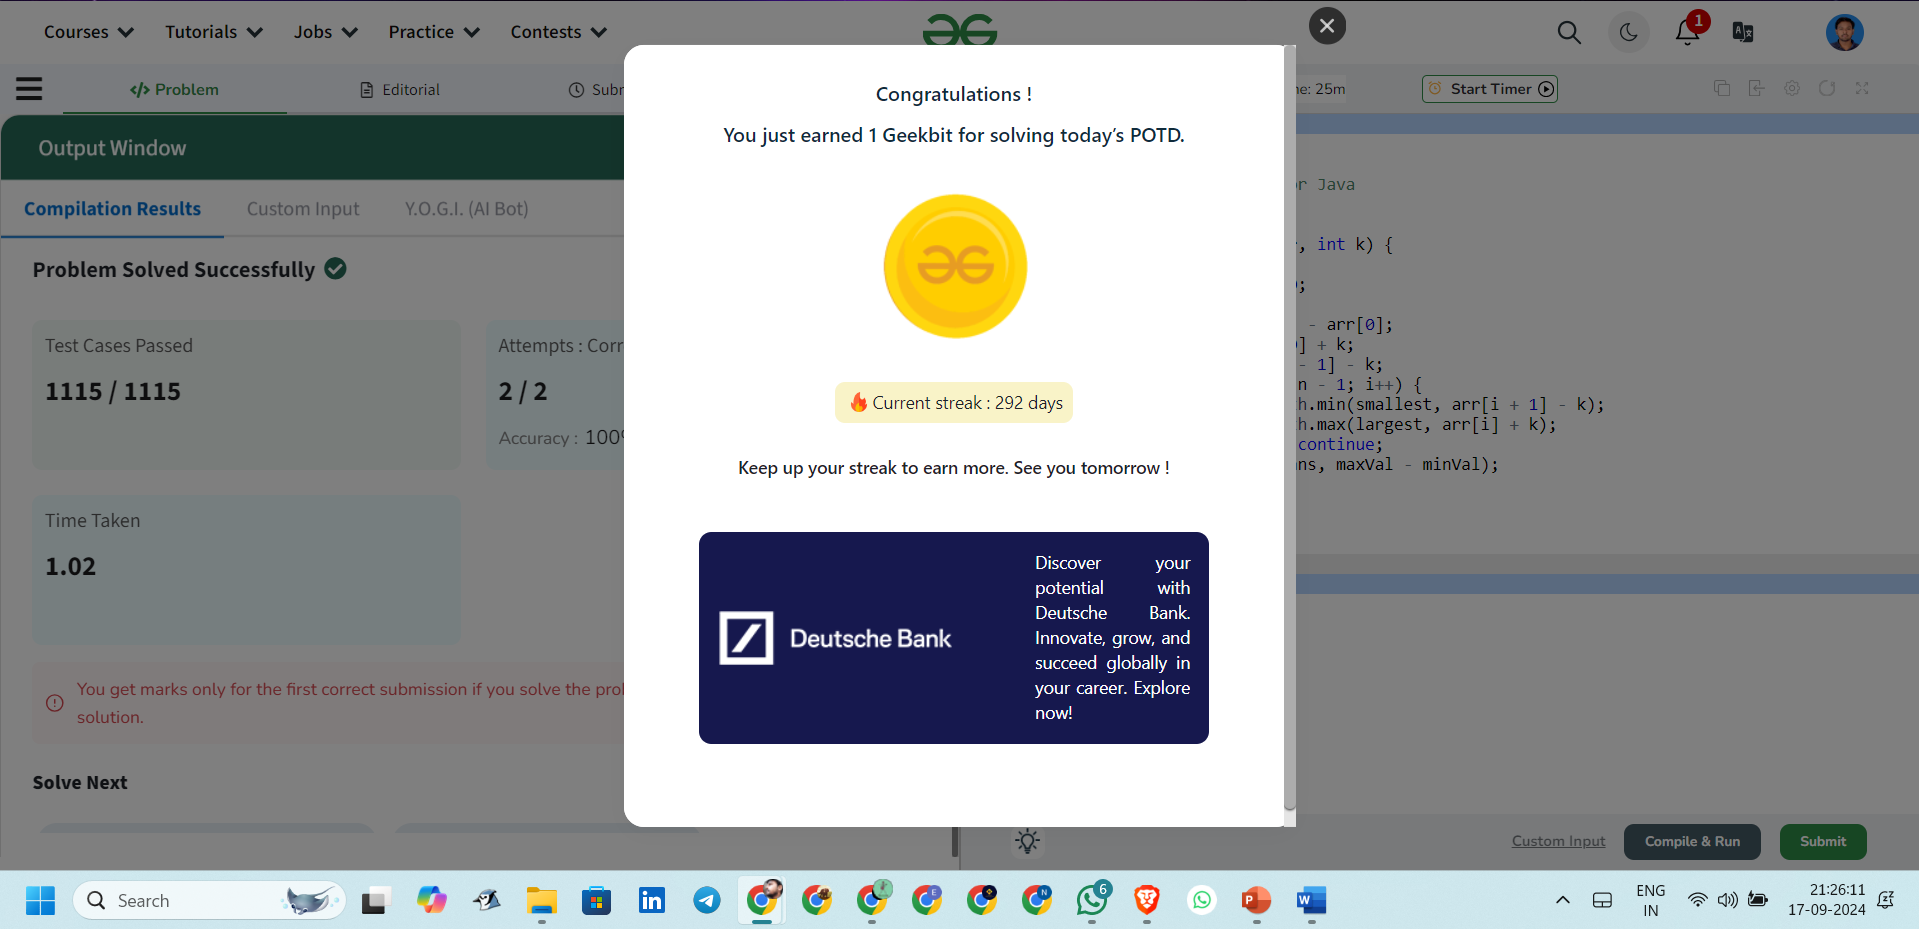 Courses
Tutorials
Jobs
Practice
Contests
1
Problem
Editorial
25m
Start Timer
Output Window
Compilation Results
Custom Input
Y.O.G.I. (AI Bot)
Problem Solved Successfully
Test Cases Passed
1115 / 1115
Attempts :
2 / 2
Accuracy :
Time Taken
1.02
You get marks only for the first correct submission if you solve the
solution.
Solve Next
Congratulations !
You just earned 1 Geekbit for solving today’s POTD.
Current streak : 292 days
Keep up your streak to earn more. See you tomorrow !
Deutsche Bank
Discover your
potential with
Deutsche Bank.
Innovate, grow, and
succeed globally in
your career. Explore
now!
Java
, int k) {
;
- arr[0];
] + k;
- 1] - k;
n - 1; i++) {
.min(smallest, arr[i + 1] - k);
.max(largest, arr[i] + k);
continue;
, maxVal - minVal);
Custom Input
Compile & Run
Submit
Search
6
ENG
IN
21:26:11
17-09-2024